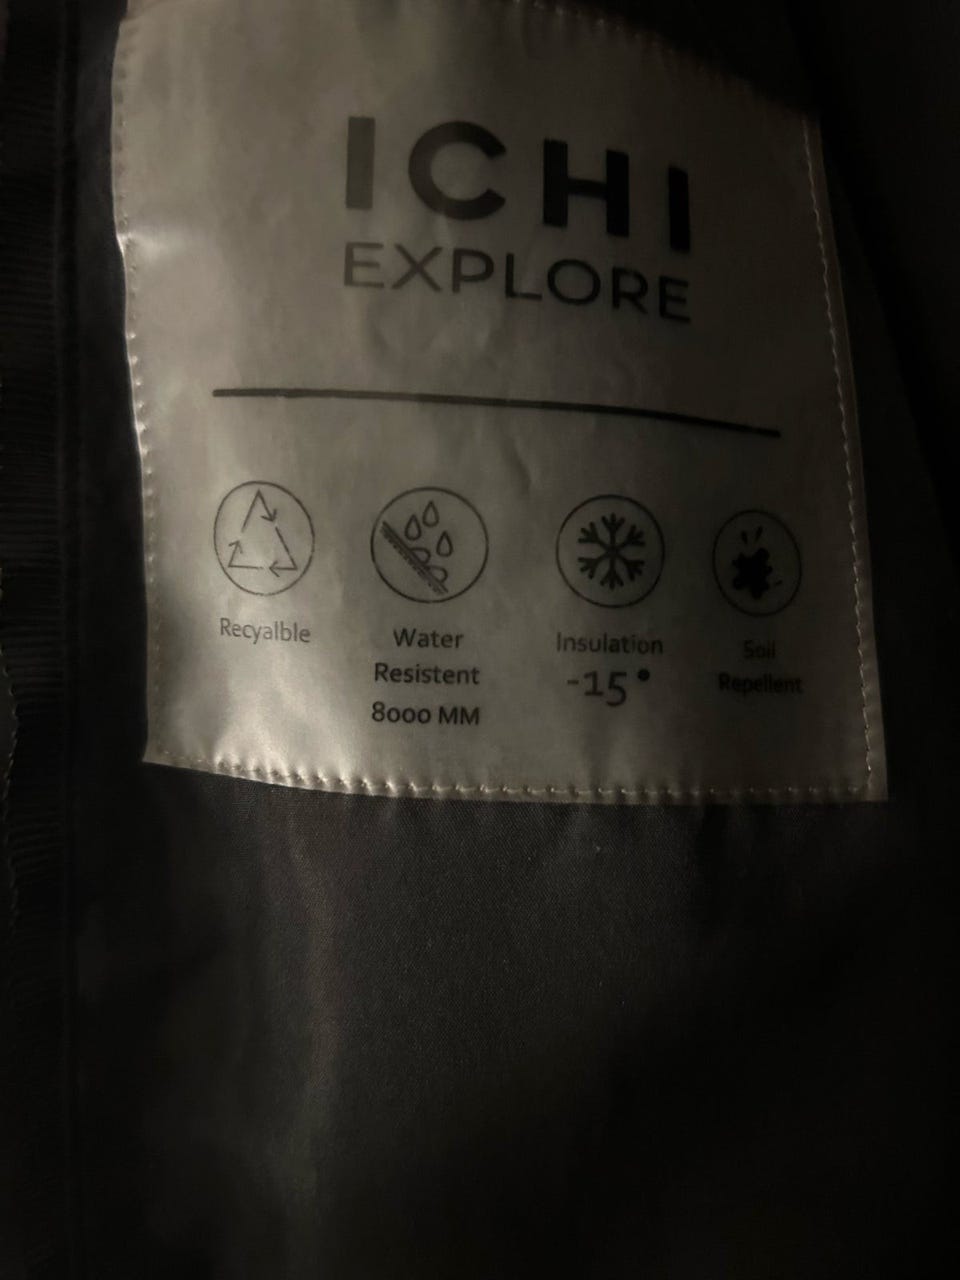 ICHI
EXPLORE
Recyalble
Water
Resistent
8000 MM
Insulation
-15°
Soil
Repellent